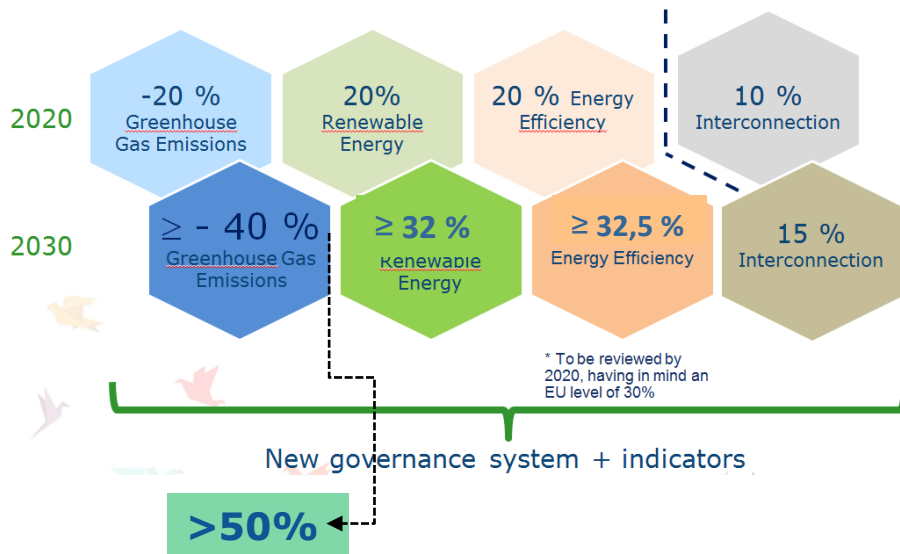 2020
-20 %
Greenhouse
Gas Emissions
20%
Renewable
Energy
20 % Energy
Efficiency
10 %
Interconnection
2030
≥ - 40 %
Greenhouse Gas
Emissions
≥ 32 %
Renewable
Energy
≥ 32,5 %
Energy Efficiency
15 %
Interconnection
* To be reviewed by
2020, having in mind an
EU level of 30%
New governance system + indicators
>50%